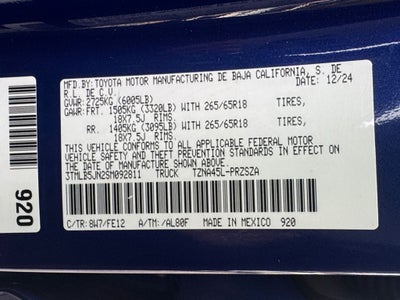 MFD.BY:TOYOTA MOTOR MANUFACTURING DE BAJA CALIFORNIA, S. DE
R.L. DE C.V. 12/24
GVWR: 2725KG (6005LB)
GAWR:FRT. 1505KG (3320LB) WITH 265/65R18 TIRES,
18X7.5J RIMS.
RR. 1405KG (3095LB) WITH 265/65R18 TIRES,
18X7.5J RIMS.
THIS VEHICLE CONFORMS TO ALL APPLICABLE FEDERAL MOTOR
VEHICLE SAFETY AND THEFT PREVENTION STANDARDS IN EFFECT
ON THE DATE OF MANUFACTURE SHOWN ABOVE.
3TMLB5JN2SM092811 TRUCK TZNA45L-PRZSZA
C/TR: 8W7/FE12 A/TM: /AL80F MADE IN MEXICO 920
920